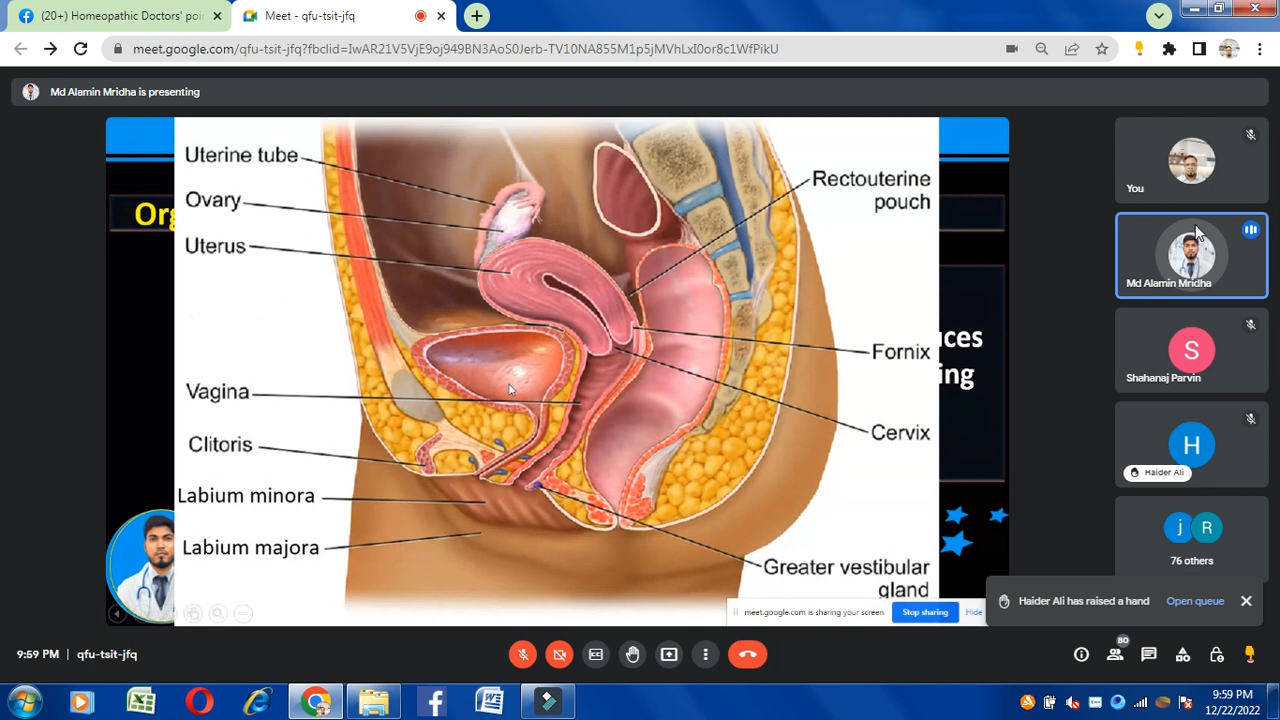 (20+) Homeopathic Doctors' poi
Meet - qfu-tsit-jfq
meet.google.com/qfu-tsit-jfq?fbclid=IwAR21V5VjE9oj949BN3AoS0Jerb-TV10NA855M1p5jMVhLxI0or8c1WfPikU
Md Alamin Mridha is presenting
Uterine tube
Ovary
Uterus
Vagina
Clitoris
Labium minora
Labium majora
Rectouterine
pouch
Fornix
Cervix
Greater vestibular
gland
Org
uces
ing
meet.google.com is sharing your screen.
Stop sharing
Hide
You
Md Alamin Mridha
S
Shahanaj Parvin
H
Haider Ali
j
R
76 others
Haider Ali has raised a hand
Open queue
9:59 PM | qfu-tsit-jfq
80
9:59 PM
12/22/2022